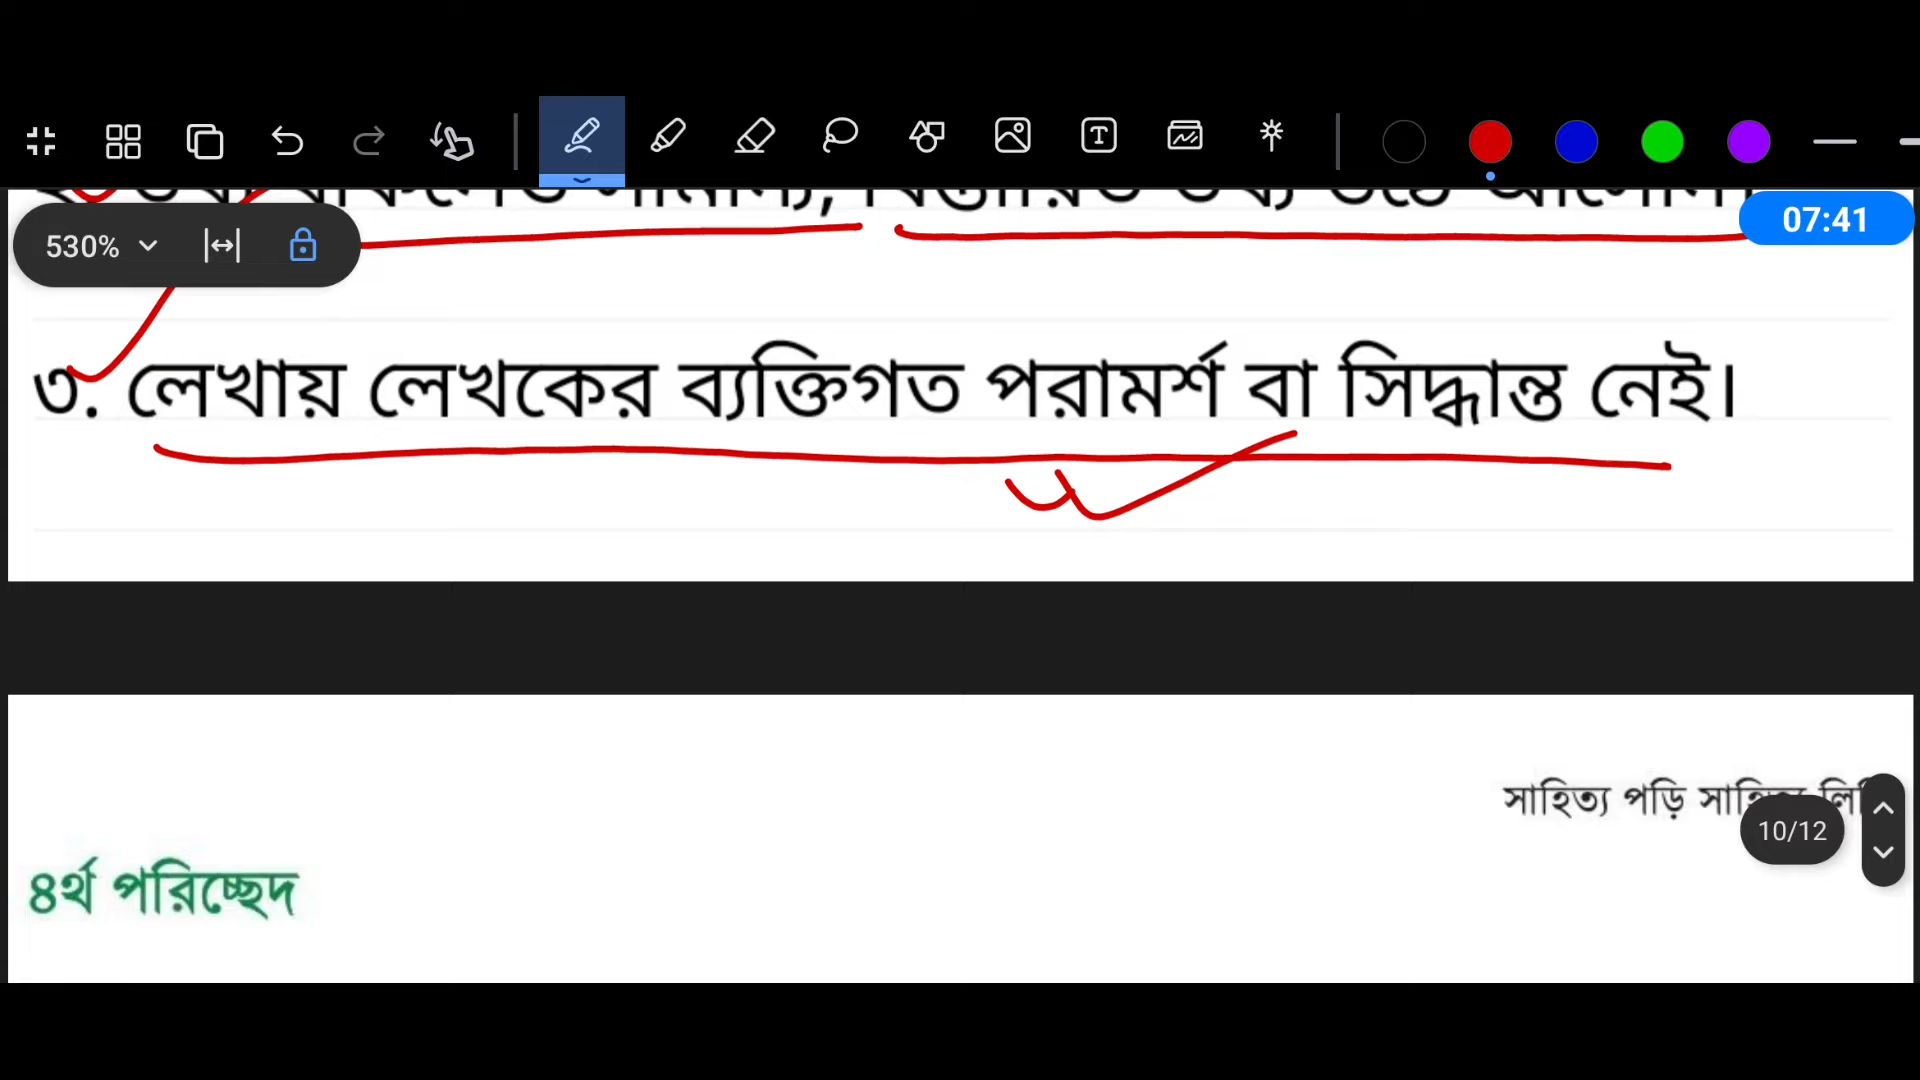 07:41
530%
৩. লেখায় লেখকের ব্যক্তিগত পরামর্শ বা সিদ্ধান্ত নেই।
সাহিত্য পড়ি সাহিত্য
10/12
৪র্থ পরিচ্ছেদ